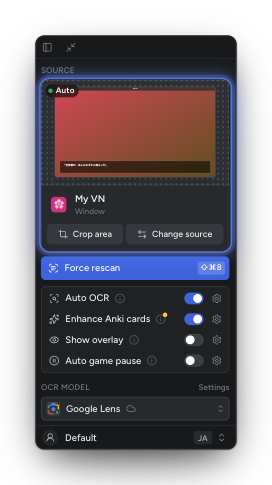 SOURCE
Auto
My VN
Window
Crop area
Change source
Force rescan
⇧⌘8
Auto OCR
Enhance Anki cards
Show overlay
Auto game pause
OCR MODEL
Settings
Google Lens
Default
JA